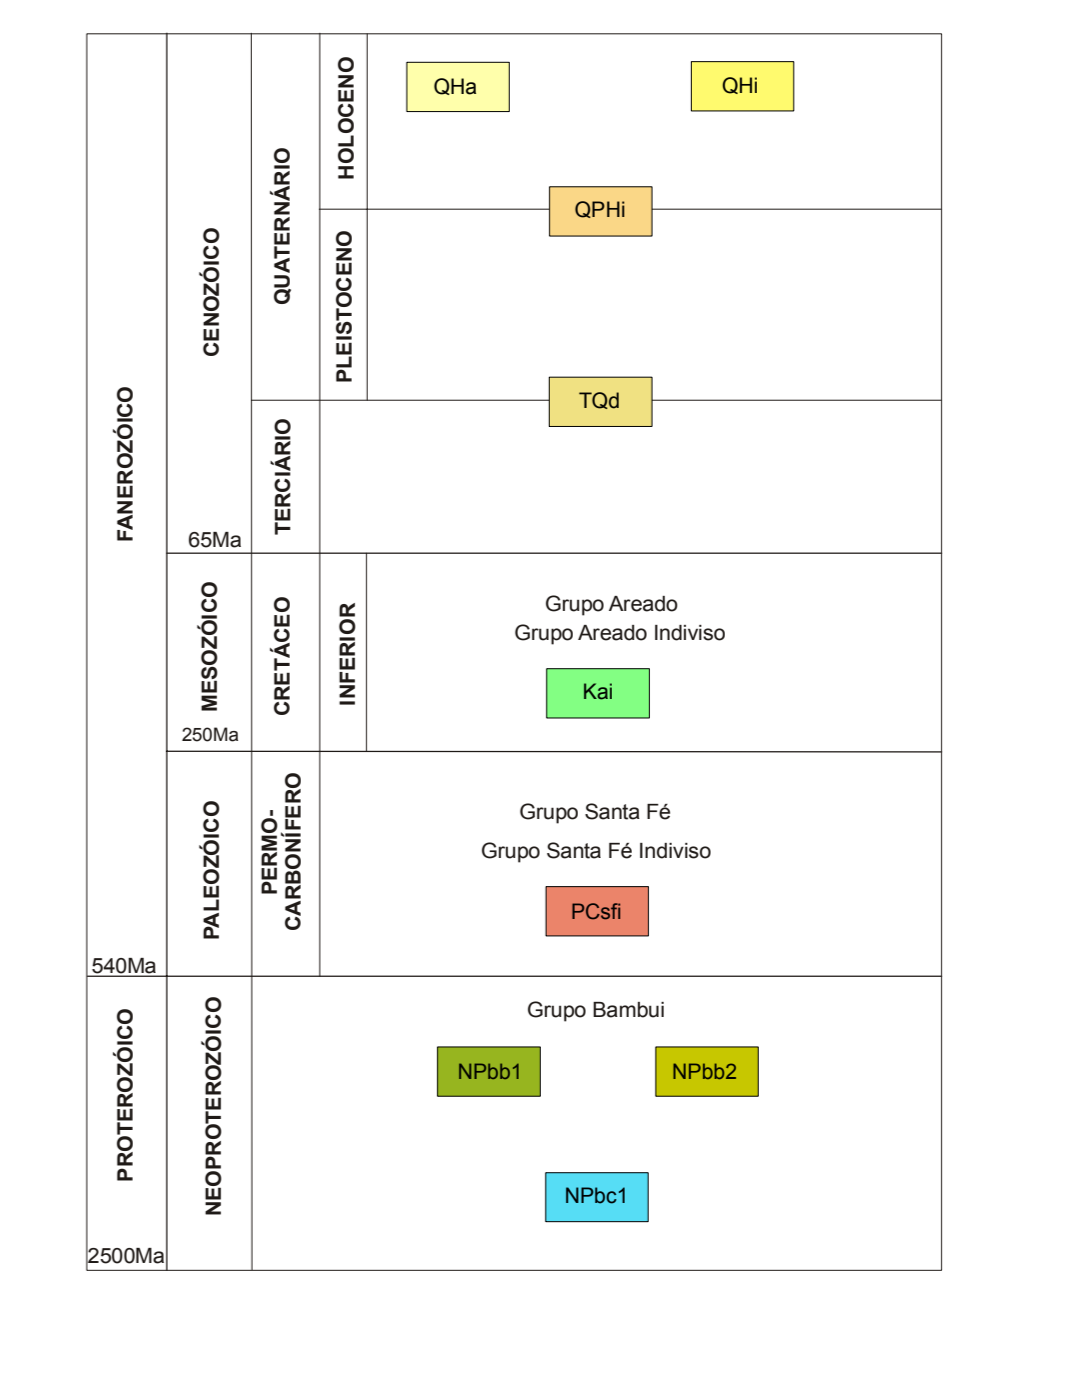 FANEROZÓICO
CENOZÓICO
QUATERNÁRIO
HOLOCENO
QHa
QHi
QPHi
PLEISTOCENO
TQd
TERCIÁRIO
65Ma
MESOZÓICO
250Ma
CRETÁCEO
INFERIOR
Grupo Areado
Grupo Areado Indiviso
Kai
PALEOZÓICO
PERMO-
CARBONÍFERO
Grupo Santa Fé
Grupo Santa Fé Indiviso
PCsfi
540Ma
PROTEROZÓICO
NEOPROTEROZÓICO
Grupo Bambui
NPbb1
NPbb2
NPbc1
2500Ma